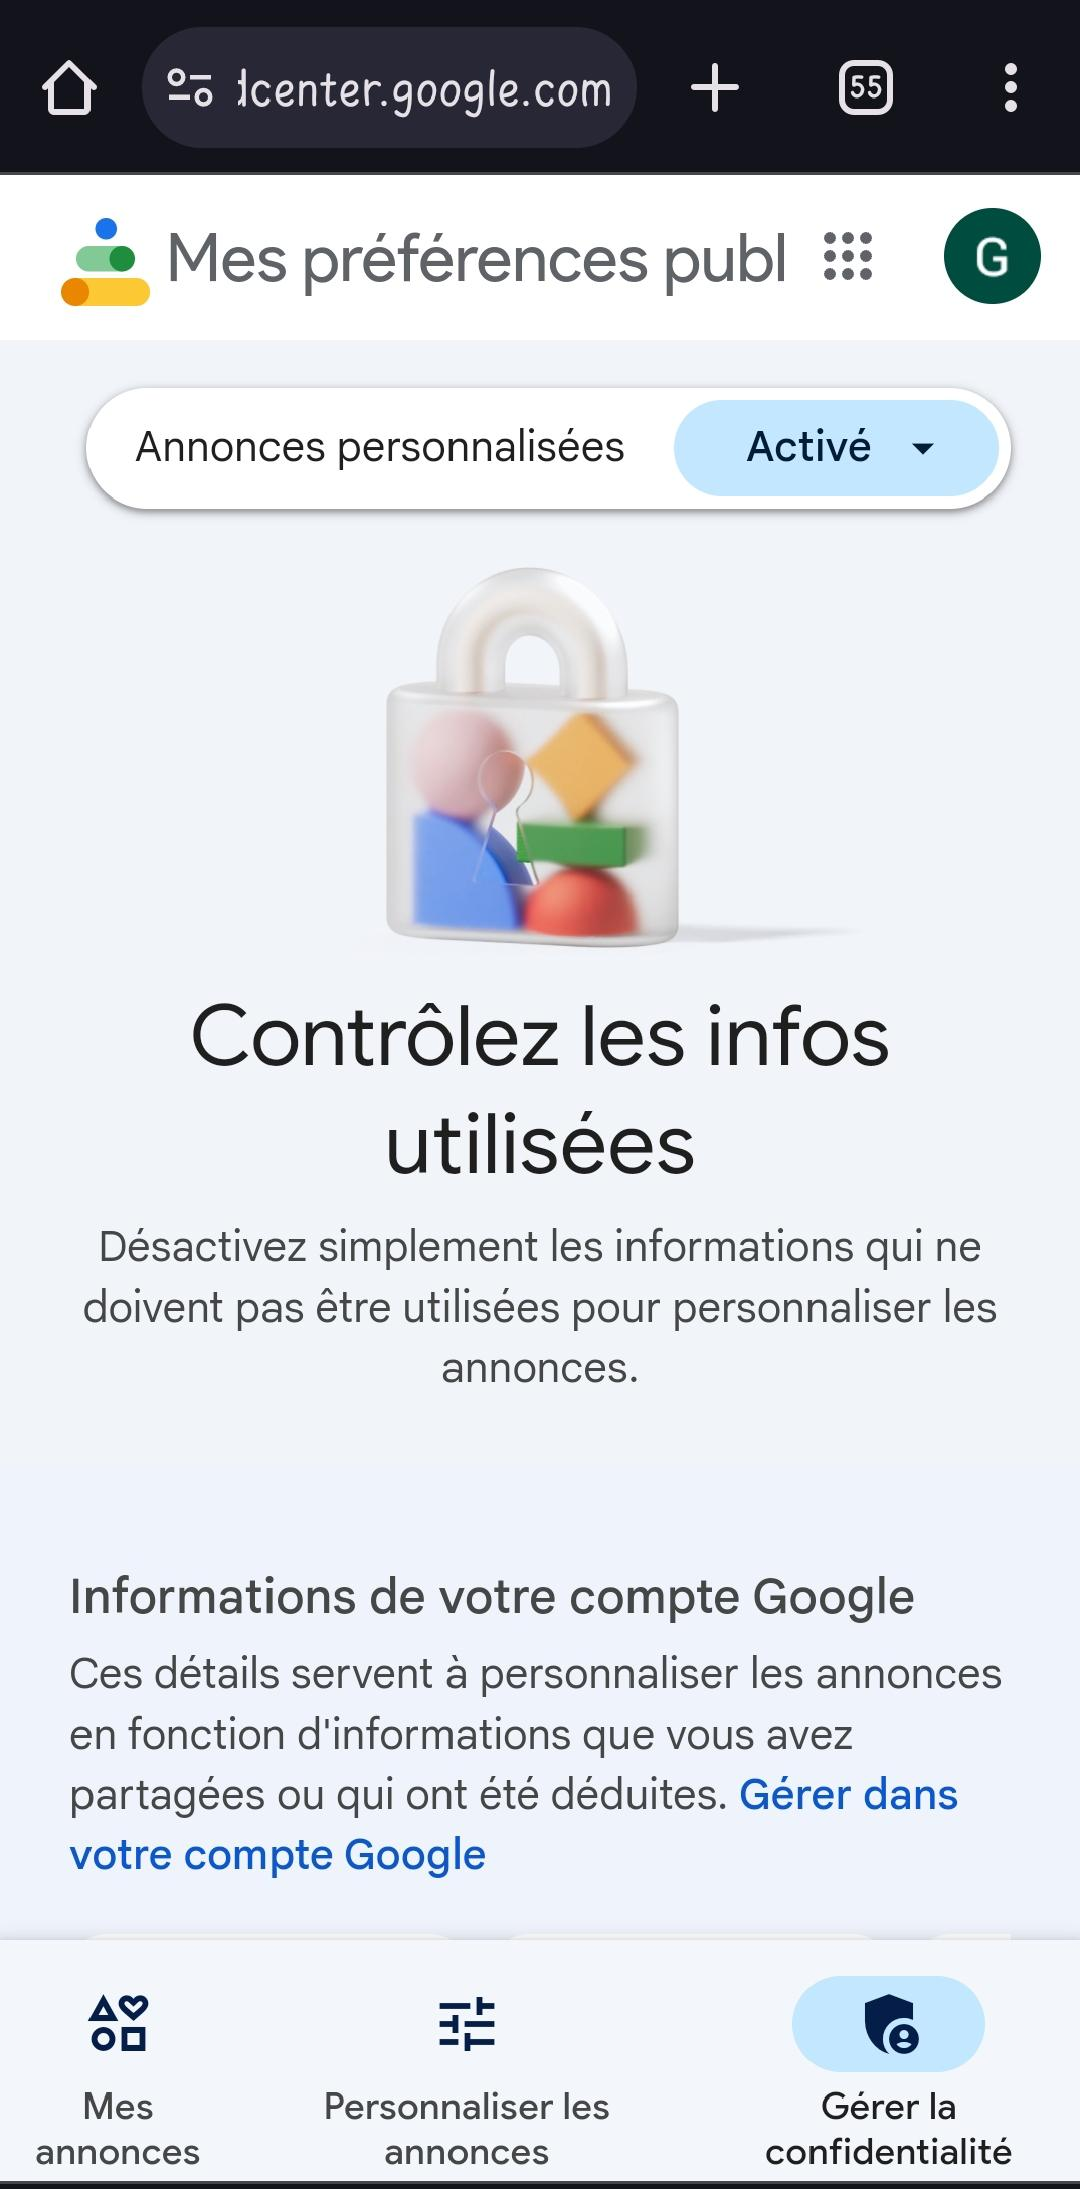 center.google.com
55
Mes préférences publ
G
Annonces personnalisées
Activé
Contrôlez les infos
utilisées
Désactivez simplement les informations qui ne
doivent pas être utilisées pour personnaliser les
annonces.
Informations de votre compte Google
Ces détails servent à personnaliser les annonces
en fonction d'informations que vous avez
partagées ou qui ont été déduites. Gérer dans
votre compte Google
Mes
annonces
Personnaliser les
annonces
Gérer la
confidentialité